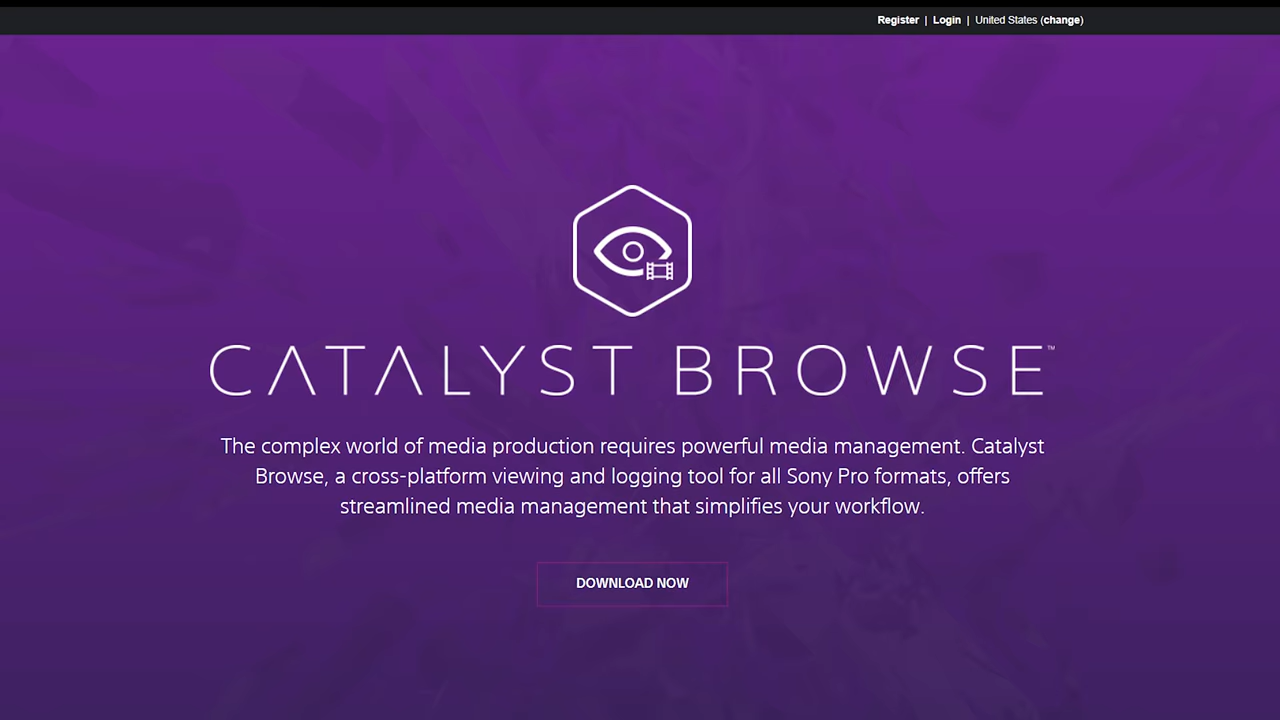 Register | Login | United States (change)
CATALYST BROWSE™
The complex world of media production requires powerful media management. Catalyst
Browse, a cross-platform viewing and logging tool for all Sony Pro formats, offers
streamlined media management that simplifies your workflow.
DOWNLOAD NOW